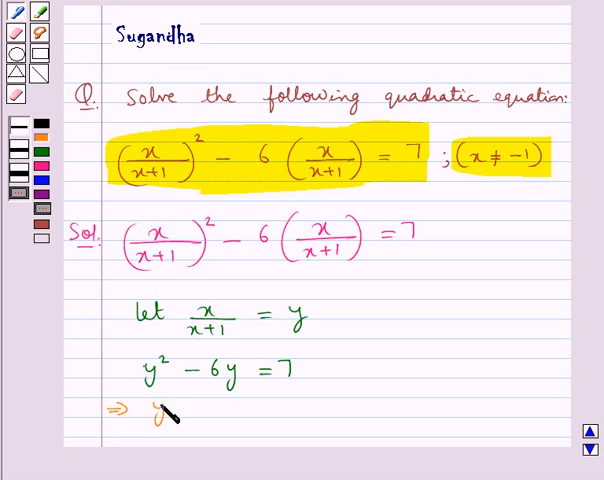 Sugandha
Q. Solve the following quadratic equation:
(x/(x+1))² - 6(x/(x+1)) = 7 ; (x ≠ -1)
Sol. (x/(x+1))² - 6(x/(x+1)) = 7
let x/(x+1) = y
y² - 6y = 7
⇒ y